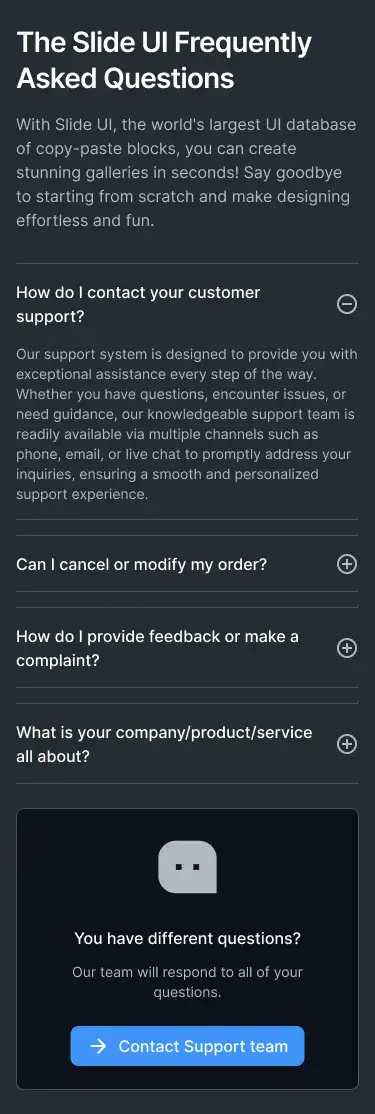 The Slide UI Frequently
Asked Questions
With Slide UI, the world's largest UI database
of copy-paste blocks, you can create
stunning galleries in seconds! Say goodbye
to starting from scratch and make designing
effortless and fun.
How do I contact your customer
support?
Our support system is designed to provide you with
exceptional assistance every step of the way.
Whether you have questions, encounter issues, or
need guidance, our knowledgeable support team is
readily available via multiple channels such as
phone, email, or live chat to promptly address your
inquiries, ensuring a smooth and personalized
support experience.
Can I cancel or modify my order?
How do I provide feedback or make a
complaint?
What is your company/product/service
all about?
You have different questions?
Our team will respond to all of your
questions.
Contact Support team